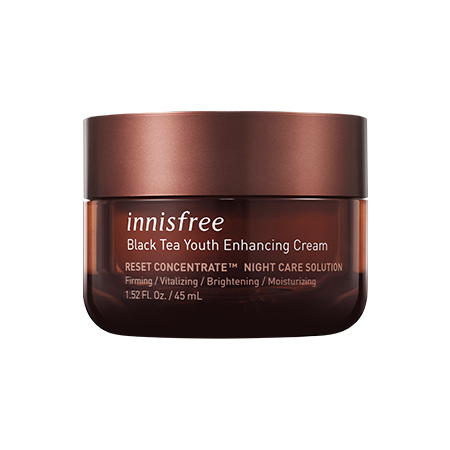 innisfree
Black Tea Youth Enhancing Cream
RESET CONCENTRATE™ NIGHT CARE SOLUTION
Firming / Vitalizing / Brightening / Moisturizing
1.52 Fl. Oz. / 45 mL